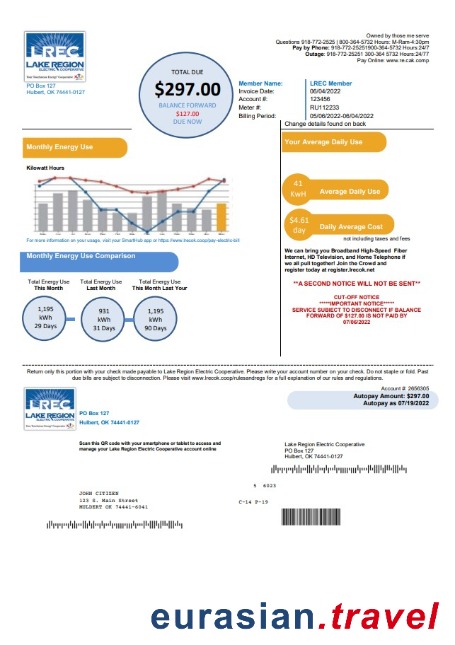 LREC
LAKE REGION
ELECTRIC COOPERATIVE
Your Touchstone Energy® Cooperative
PO Box 127
Hulbert, OK 74441-0127
TOTAL DUE
$297.00
BALANCE FORWARD
$127.00
DUE NOW
Owned by those me serve
Questions 918-772-2525 | 800-364-5732 Hours: M-Ram-4:30pm
Pay by Phone: 918-772-25251900-364-5732 Hours:24/7
Outage: 918-772-25251 300-364-5732 Hours:24/77
Pay Online: www.re-cak.comp
Member Name: LREC Member
Invoice Date: 06/04/2022
Account #: 123456
Meter #: RU112233
Billing Period: 05/06/2022-08/04/2022
Change details found on back
Monthly Energy Use
Kilowatt Hours
For more information on your usage, visit your SmartHub app or https://www.lrecok.coop/pay-electric-bill
Your Average Daily Use
41
KwH
Average Daily Use
$4.61
day
Daily Average Cost
not including taxes and fees
We can bring you Broadband High-Speed Fiber
Internet, HD Television, and Home Telephone if
we all pull together! Join the Crowd and
register today at register.lrecok.net
**A SECOND NOTICE WILL NOT BE SENT**
CUT-OFF NOTICE
*****IMPORTANT NOTICE*****
SERVICE SUBJECT TO DISCONNECT IF BALANCE
FORWARD OF $127.00 IS NOT PAID BY
07/06/2022
Monthly Energy Use Comparison
Total Energy Use
This Month
Total Energy Use
Last Month
Total Energy Use
This Month Last Year
1,195
kWh
29 Days
931
kWh
31 Days
1,195
kWh
90 Days
Return only this portion with your check made payable to Lake Region Electric Cooperative. Please write your account number on your check. Do not staple or fold. Past
due bills are subject to disconnection. Please visit www.lrecok.coop/rulesandregs for a full explanation of our rules and regulations.
LREC
LAKE REGION
ELECTRIC COOPERATIVE
Your Touchstone Energy® Cooperative
PO Box 127
Hulbert, OK 74441-0127
Account #: 2650305
Autopay Amount: $297.00
Autopay as 07/19/2022
Scan this QR code with your smartphone or tablet to access and
manage your Lake Region Electric Cooperative account online
Lake Region Electric Cooperative
PO Box 127
Hulbert, OK 74441-0127
6023
C-14 P-19
JOHN CITIZEN
123 S. Main Street
HULBERT OK 74441-6041
eurasian.travel